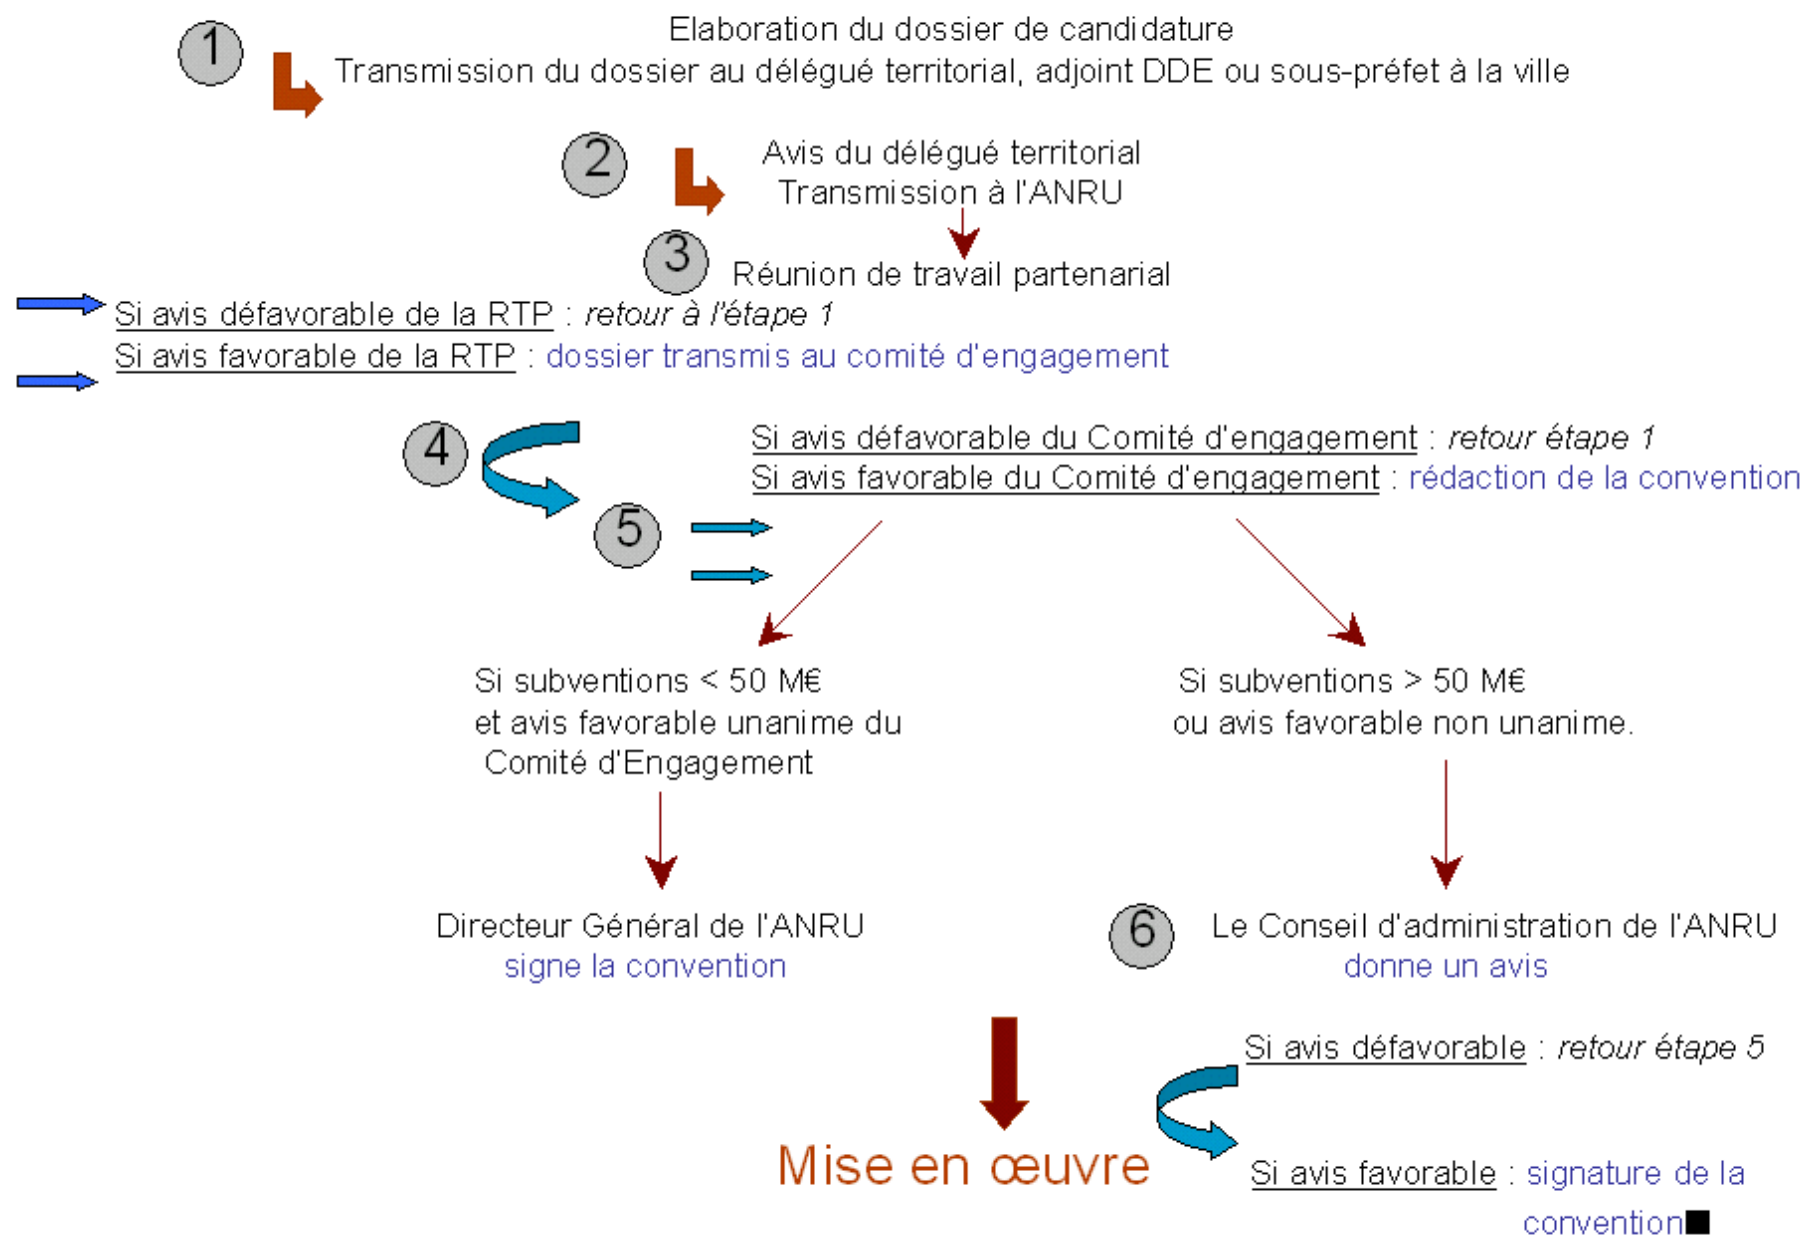 1
Elaboration du dossier de candidature
Transmission du dossier au délégué territorial, adjoint DDE ou sous-préfet à la ville
2
Avis du délégué territorial
Transmission à l'ANRU
3
Réunion de travail partenarial
Si avis défavorable de la RTP : retour à l'étape 1
Si avis favorable de la RTP : dossier transmis au comité d'engagement
4
Si avis défavorable du Comité d'engagement : retour étape 1
Si avis favorable du Comité d'engagement : rédaction de la convention
5
Si subventions < 50 M€
et avis favorable unanime du
Comité d'Engagement
Si subventions > 50 M€
ou avis favorable non unanime.
Directeur Général de l'ANRU
signe la convention
6
Le Conseil d'administration de l'ANRU
donne un avis
Si avis défavorable : retour étape 5
Mise en œuvre
Si avis favorable : signature de la
convention■